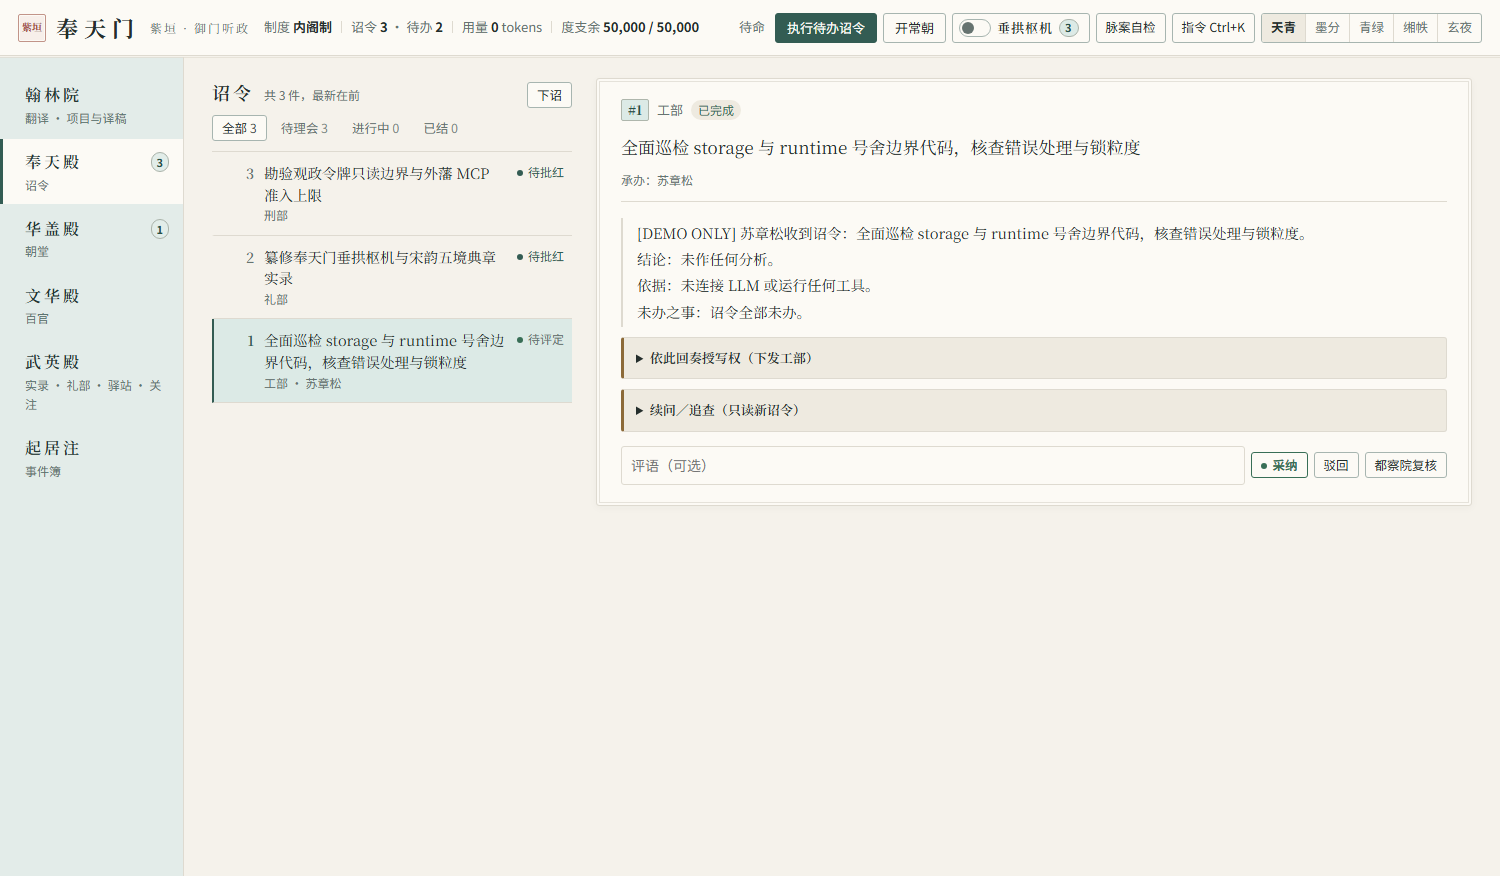 紫垣 奉天门 紫垣 · 御门听政 制度 内阁制 诏令 3 · 待办 2 用量 0 tokens 度支余 50,000 / 50,000 待命 执行待办诏令 开常朝 垂拱枢机 3 脉案自检 指令 Ctrl+K 天青 墨分 青绿 缃帙 玄夜
翰林院
翻译 · 项目与译稿
奉天殿 3
诏令
华盖殿 1
朝堂
文华殿
百官
武英殿
实录 · 礼部 · 驿站 · 关
注
起居注
事件簿
诏令 共 3 件，最新在前 下诏
全部 3 待理会 3 进行中 0 已结 0
3 勘验观政令牌只读边界与外藩 MCP 待批红
准入上限
刑部
2 纂修奉天门垂拱枢机与宋韵五境典章 待批红
实录
礼部
1 全面巡检 storage 与 runtime 号舍边 待评定
界代码，核查错误处理与锁粒度
工部 · 苏章松
#1 工部 已完成
全面巡检 storage 与 runtime 号舍边界代码，核查错误处理与锁粒度
承办：苏章松
[DEMO ONLY] 苏章松收到诏令：全面巡检 storage 与 runtime 号舍边界代码，核查错误处理与锁粒度。
结论：未作任何分析。
依据：未连接 LLM 或运行任何工具。
未办之事：诏令全部未办。
▶ 依此回奏授写权（下发工部）
▶ 续问／追查（只读新诏令）
评语（可选） 采纳 驳回 都察院复核